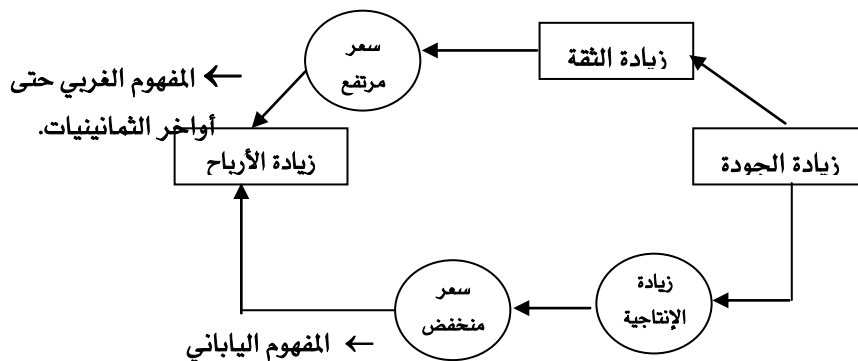 سعر
مرتفع
زيادة الثقة
← المفهوم الغربي حتى
أواخر الثمانينيات.
زيادة الأرباح
زيادة الجودة
زيادة
الإنتاجية
سعر
منخفض
← المفهوم الياباني